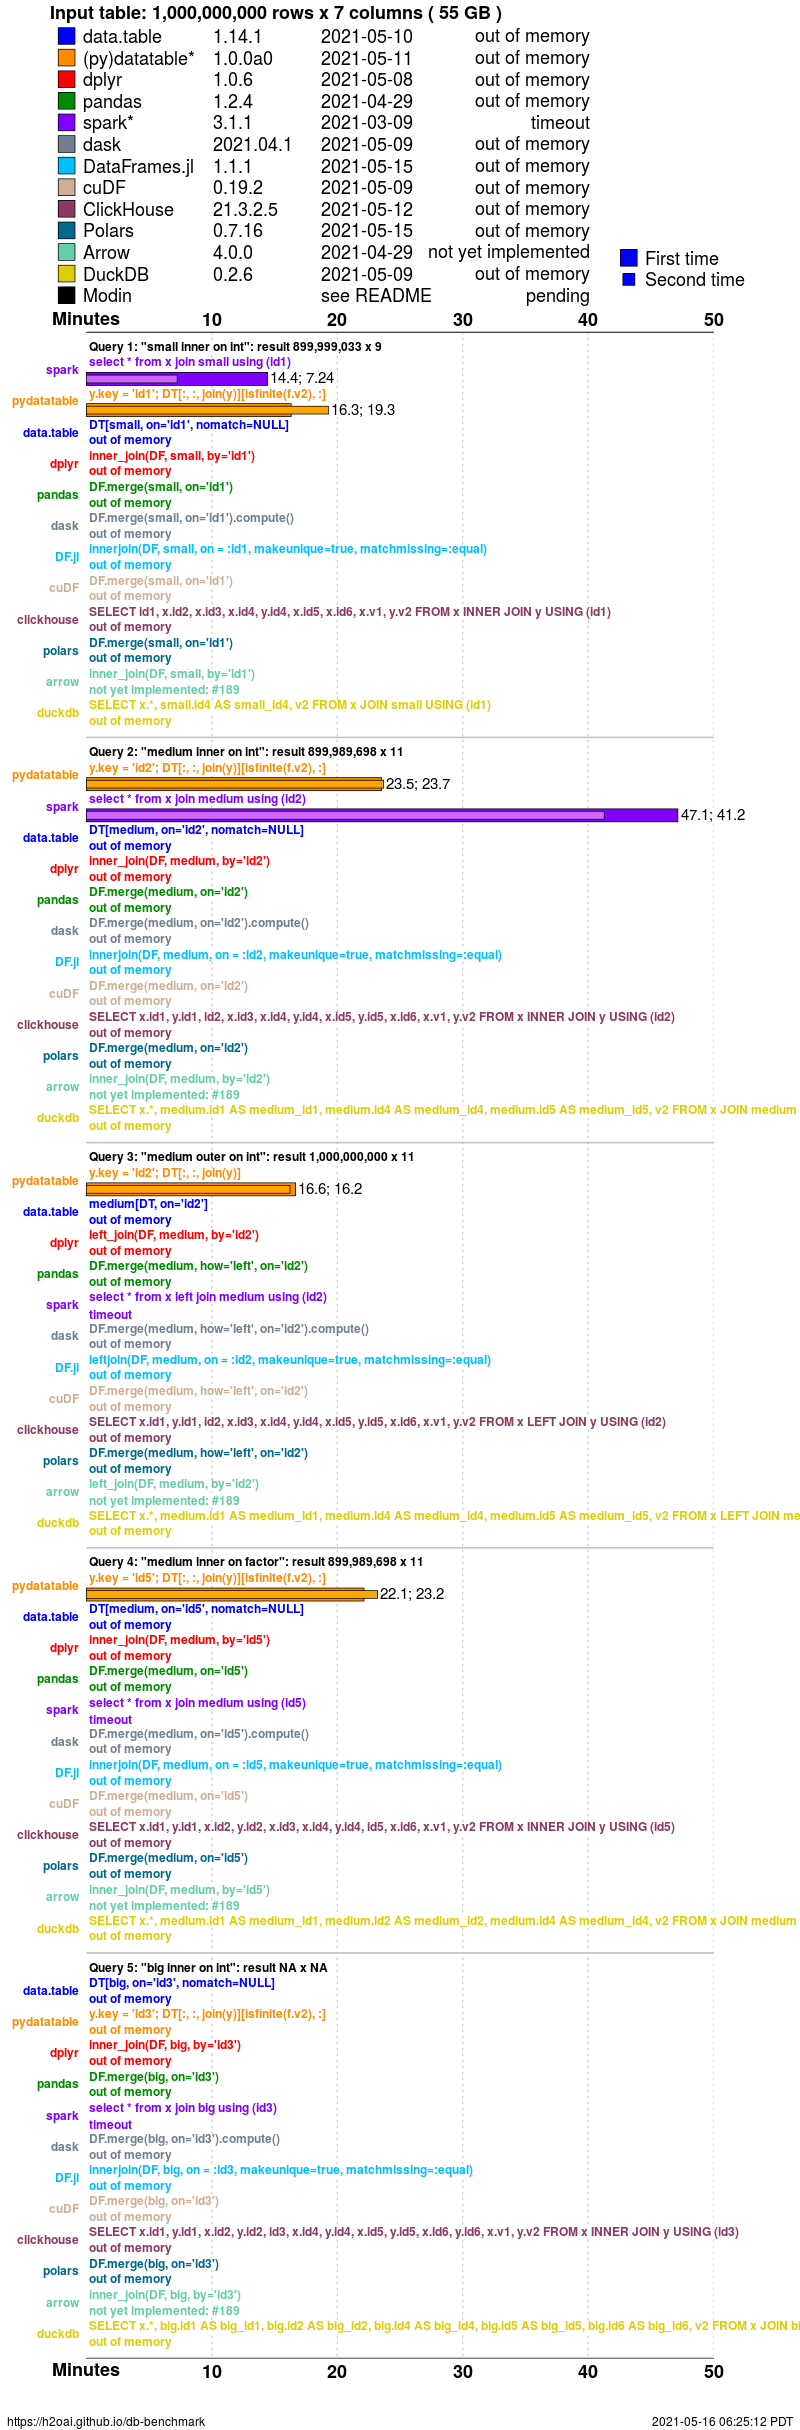 Input table: 1,000,000,000 rows x 7 columns ( 55 GB )
data.table 1.14.1 2021-05-10 out of memory
(py)datatable* 1.0.0a0 2021-05-11 out of memory
dplyr 1.0.6 2021-05-08 out of memory
pandas 1.2.4 2021-04-29 out of memory
spark* 3.1.1 2021-03-09 timeout
dask 2021.04.1 2021-05-09 out of memory
DataFrames.jl 1.1.1 2021-05-15 out of memory
cuDF 0.19.2 2021-05-09 out of memory
ClickHouse 21.3.2.5 2021-05-12 out of memory
Polars 0.7.16 2021-05-15 out of memory
Arrow 4.0.0 2021-04-29 not yet implemented
DuckDB 0.2.6 2021-05-09 out of memory
Modin see README pending
First time
Second time
Minutes 10 20 30 40 50
Query 1: "small inner on int": result 899,999,033 x 9
select * from x join small using (id1)
spark 14.4; 7.24
y.key = 'id1'; DT[:, :, join(y)][isfinite(f.v2), :]
pydatatable 16.3; 19.3
DT[small, on='id1', nomatch=NULL]
data.table out of memory
inner_join(DF, small, by='id1')
dplyr out of memory
DF.merge(small, on='id1')
pandas out of memory
DF.merge(small, on='id1').compute()
dask out of memory
innerjoin(DF, small, on = :id1, makeunique=true, matchmissing=:equal)
DF.jl out of memory
DF.merge(small, on='id1')
cuDF out of memory
SELECT id1, x.id2, x.id3, x.id4, y.id4, x.id5, x.id6, x.v1, y.v2 FROM x INNER JOIN y USING (id1)
clickhouse out of memory
DF.merge(small, on='id1')
polars out of memory
inner_join(DF, small, by='id1')
arrow not yet implemented: #189
SELECT x.*, small.id4 AS small_id4, v2 FROM x JOIN small USING (id1)
duckdb out of memory
Query 2: "medium inner on int": result 899,989,698 x 11
y.key = 'id2'; DT[:, :, join(y)][isfinite(f.v2), :]
pydatatable 23.5; 23.7
select * from x join medium using (id2)
spark 47.1; 41.2
DT[medium, on='id2', nomatch=NULL]
data.table out of memory
inner_join(DF, medium, by='id2')
dplyr out of memory
DF.merge(medium, on='id2')
pandas out of memory
DF.merge(medium, on='id2').compute()
dask out of memory
innerjoin(DF, medium, on = :id2, makeunique=true, matchmissing=:equal)
DF.jl out of memory
DF.merge(medium, on='id2')
cuDF out of memory
SELECT x.id1, y.id1, id2, x.id3, x.id4, y.id4, x.id5, y.id5, x.id6, x.v1, y.v2 FROM x INNER JOIN y USING (id2)
clickhouse out of memory
DF.merge(medium, on='id2')
polars out of memory
inner_join(DF, medium, by='id2')
arrow not yet implemented: #189
SELECT x.*, medium.id1 AS medium_id1, medium.id4 AS medium_id4, medium.id5 AS medium_id5, v2 FROM x JOIN medium
duckdb out of memory
Query 3: "medium outer on int": result 1,000,000,000 x 11
y.key = 'id2'; DT[:, :, join(y)]
pydatatable 16.6; 16.2
medium[DT, on='id2']
data.table out of memory
left_join(DF, medium, by='id2')
dplyr out of memory
DF.merge(medium, how='left', on='id2')
pandas out of memory
select * from x left join medium using (id2)
spark timeout
DF.merge(medium, how='left', on='id2').compute()
dask out of memory
leftjoin(DF, medium, on = :id2, makeunique=true, matchmissing=:equal)
DF.jl out of memory
DF.merge(medium, how='left', on='id2')
cuDF out of memory
SELECT x.id1, y.id1, id2, x.id3, x.id4, y.id4, x.id5, y.id5, x.id6, x.v1, y.v2 FROM x LEFT JOIN y USING (id2)
clickhouse out of memory
DF.merge(medium, how='left', on='id2')
polars out of memory
left_join(DF, medium, by='id2')
arrow not yet implemented: #189
SELECT x.*, medium.id1 AS medium_id1, medium.id4 AS medium_id4, medium.id5 AS medium_id5, v2 FROM x LEFT JOIN me
duckdb out of memory
Query 4: "medium inner on factor": result 899,989,698 x 11
y.key = 'id5'; DT[:, :, join(y)][isfinite(f.v2), :]
pydatatable 22.1; 23.2
DT[medium, on='id5', nomatch=NULL]
data.table out of memory
inner_join(DF, medium, by='id5')
dplyr out of memory
DF.merge(medium, on='id5')
pandas out of memory
select * from x join medium using (id5)
spark timeout
DF.merge(medium, on='id5').compute()
dask out of memory
innerjoin(DF, medium, on = :id5, makeunique=true, matchmissing=:equal)
DF.jl out of memory
DF.merge(medium, on='id5')
cuDF out of memory
SELECT x.id1, y.id1, x.id2, y.id2, x.id3, x.id4, y.id4, id5, x.id6, x.v1, y.v2 FROM x INNER JOIN y USING (id5)
clickhouse out of memory
DF.merge(medium, on='id5')
polars out of memory
inner_join(DF, medium, by='id5')
arrow not yet implemented: #189
SELECT x.*, medium.id1 AS medium_id1, medium.id2 AS medium_id2, medium.id4 AS medium_id4, v2 FROM x JOIN medium
duckdb out of memory
Query 5: "big inner on int": result NA x NA
DT[big, on='id3', nomatch=NULL]
data.table out of memory
y.key = 'id3'; DT[:, :, join(y)][isfinite(f.v2), :]
pydatatable out of memory
inner_join(DF, big, by='id3')
dplyr out of memory
DF.merge(big, on='id3')
pandas out of memory
select * from x join big using (id3)
spark timeout
DF.merge(big, on='id3').compute()
dask out of memory
innerjoin(DF, big, on = :id3, makeunique=true, matchmissing=:equal)
DF.jl out of memory
DF.merge(big, on='id3')
cuDF out of memory
SELECT x.id1, y.id1, x.id2, y.id2, id3, x.id4, y.id4, x.id5, y.id5, x.id6, y.id6, x.v1, y.v2 FROM x INNER JOIN y USING (id3)
clickhouse out of memory
DF.merge(big, on='id3')
polars out of memory
inner_join(DF, big, by='id3')
arrow not yet implemented: #189
SELECT x.*, big.id1 AS big_id1, big.id2 AS big_id2, big.id4 AS big_id4, big.id5 AS big_id5, big.id6 AS big_id6, v2 FROM x JOIN bi
duckdb out of memory
Minutes 10 20 30 40 50
https://h2oai.github.io/db-benchmark 2021-05-16 06:25:12 PDT